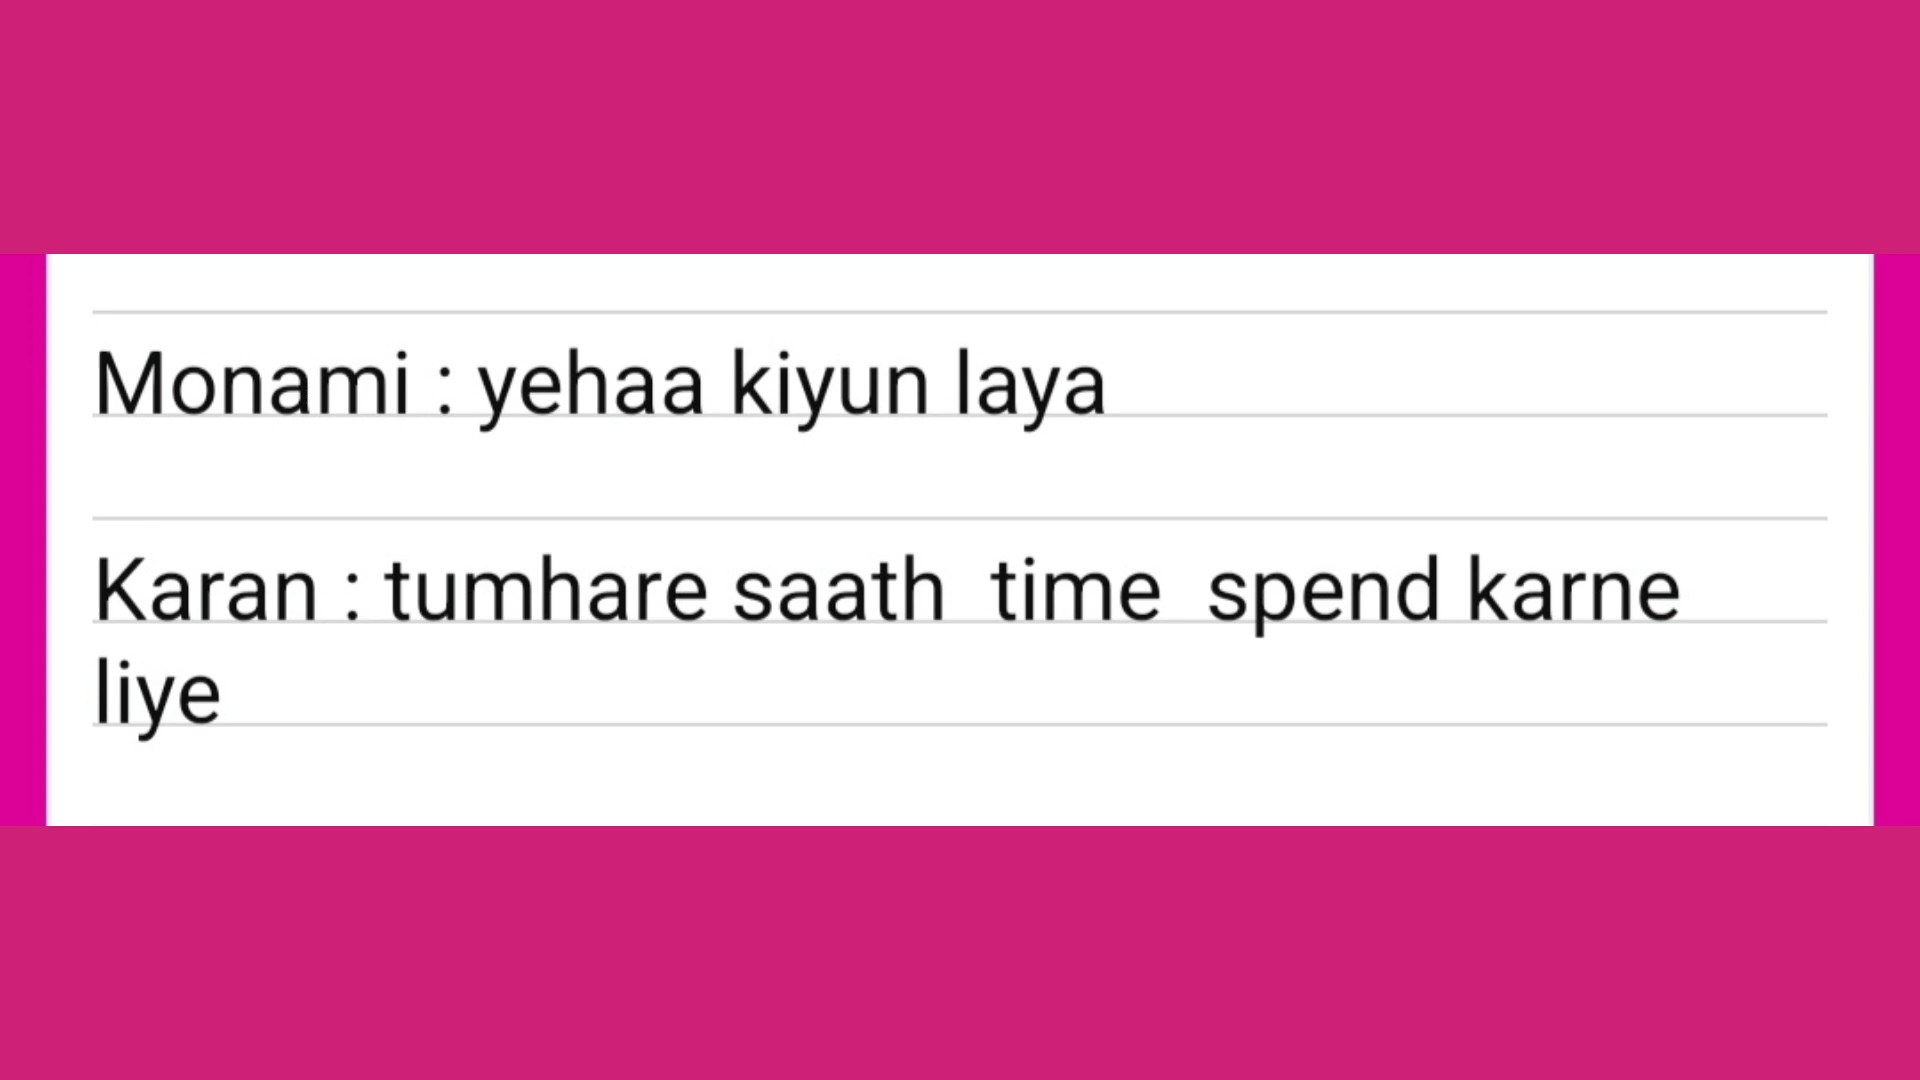 Monami : yehaa kiyun laya
Karan : tumhare saath  time  spend karne
liye